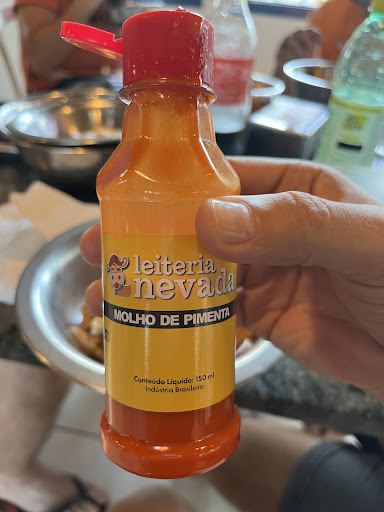 leiteria
nevada
MOLHO DE PIMENTA
Conteúdo Líquido: 150 ml
Indústria Brasileira